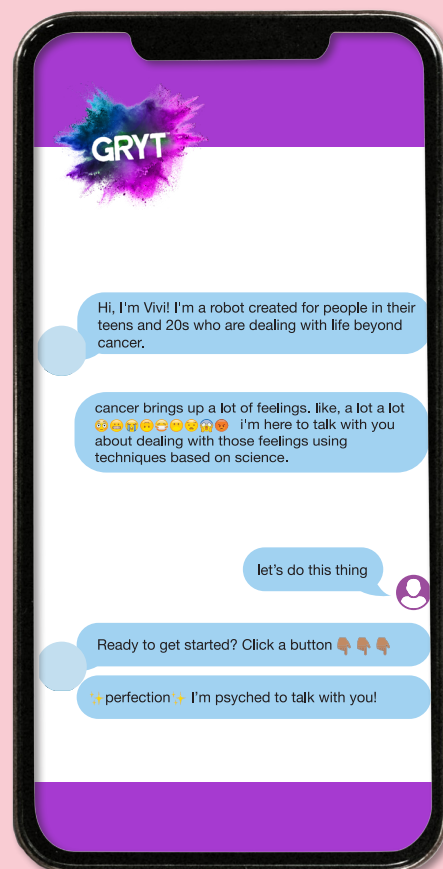 GRYT
Hi, I'm Vivi! I'm a robot created for people in their
teens and 20s who are dealing with life beyond
cancer.
cancer brings up a lot of feelings. like, a lot a lot
😳😁😭🙃😷😶😢😱😡 i'm here to talk with you
about dealing with those feelings using
techniques based on science.
let's do this thing
Ready to get started? Click a button 👇🏽👇🏽👇🏽
✨perfection✨ I'm psyched to talk with you!